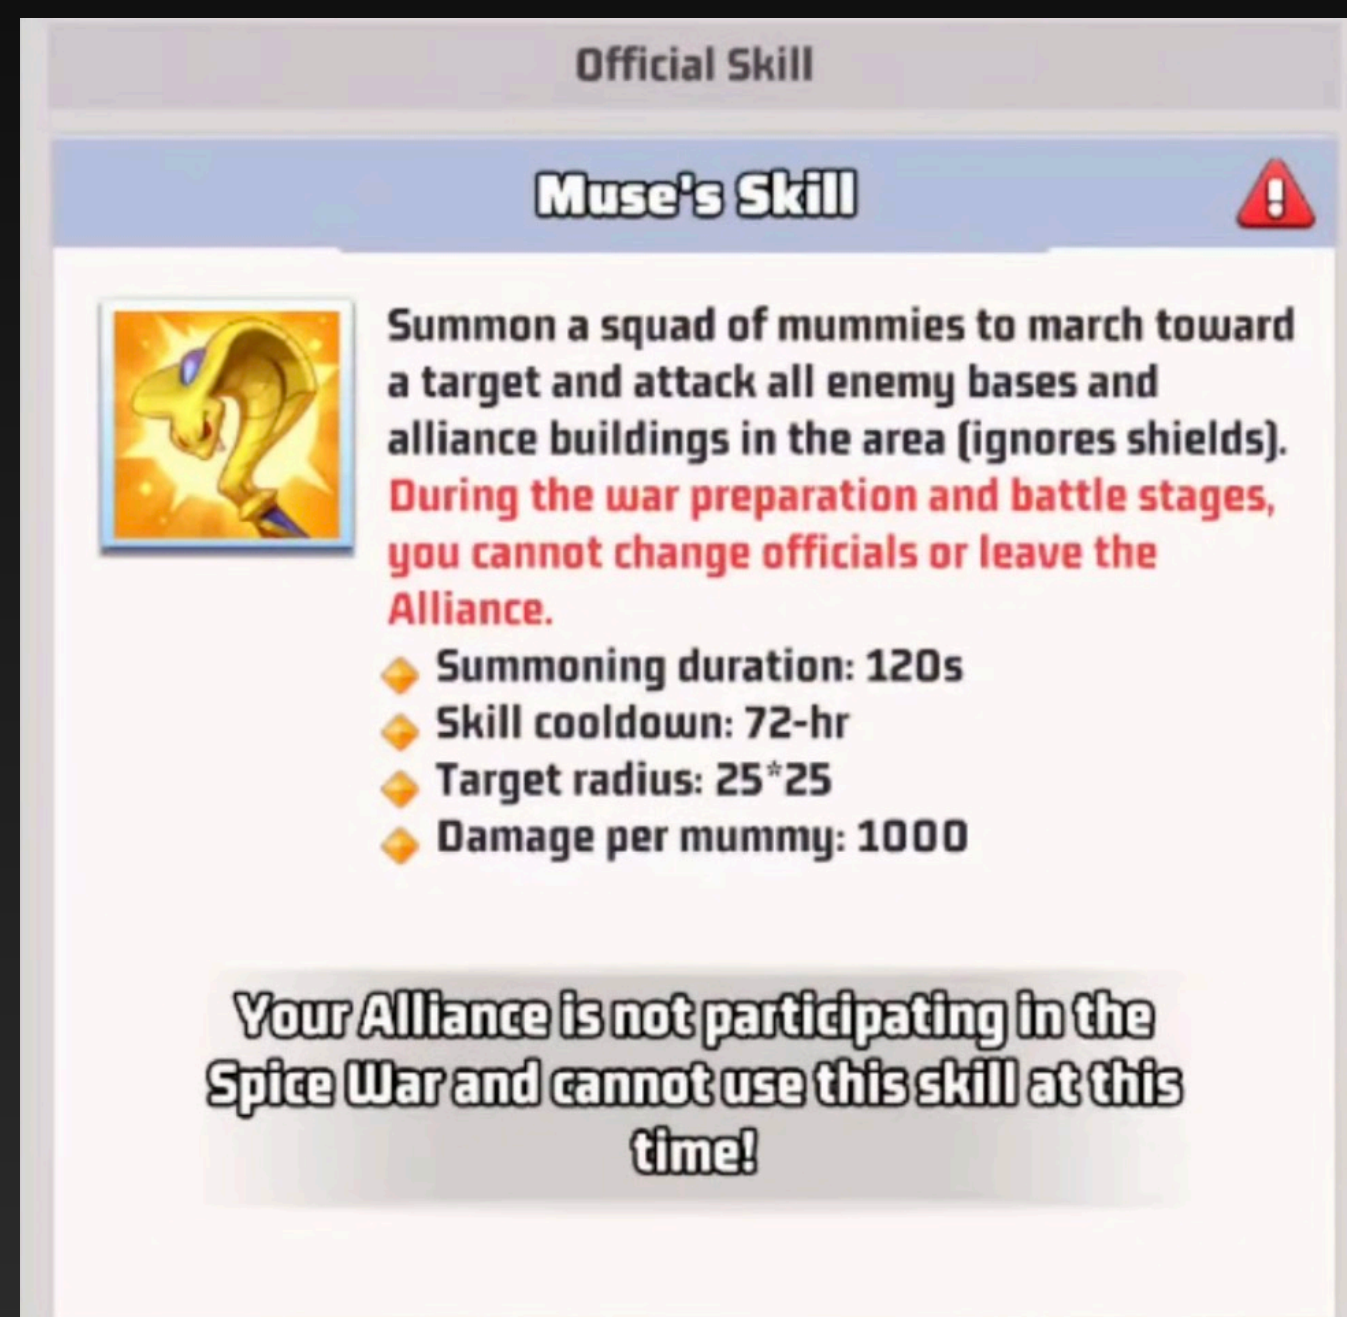 Official Skill
Muse's Skill
Summon a squad of mummies to march toward
a target and attack all enemy bases and
alliance buildings in the area (ignores shields).
During the war preparation and battle stages,
you cannot change officials or leave the
Alliance.
Summoning duration: 120s
Skill cooldown: 72-hr
Target radius: 25*25
Damage per mummy: 1000
Your Alliance is not participating in the
Spice War and cannot use this skill at this
time!